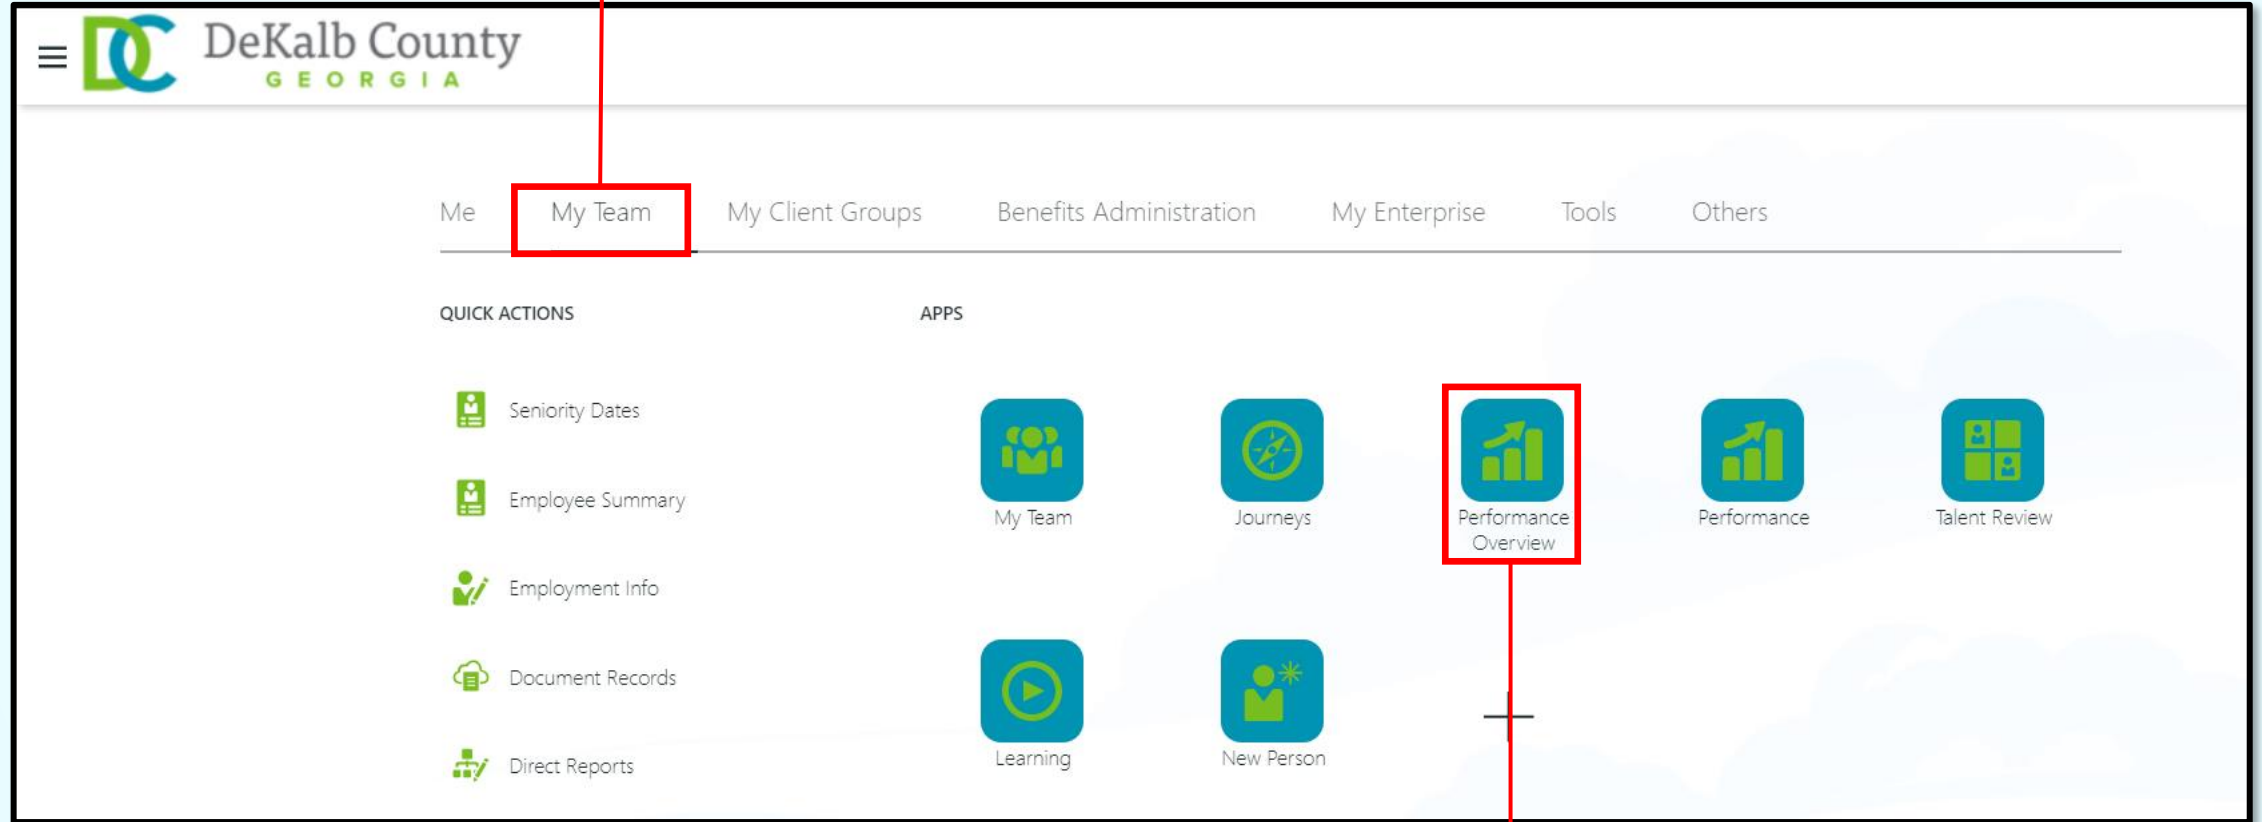 DeKalb County
GEORGIA
Me My Team My Client Groups Benefits Administration My Enterprise Tools Others
QUICK ACTIONS
APPS
Seniority Dates
Employee Summary
Employment Info
Document Records
Direct Reports
My Team
Journeys
Performance
Overview
Performance
Talent Review
Learning
New Person